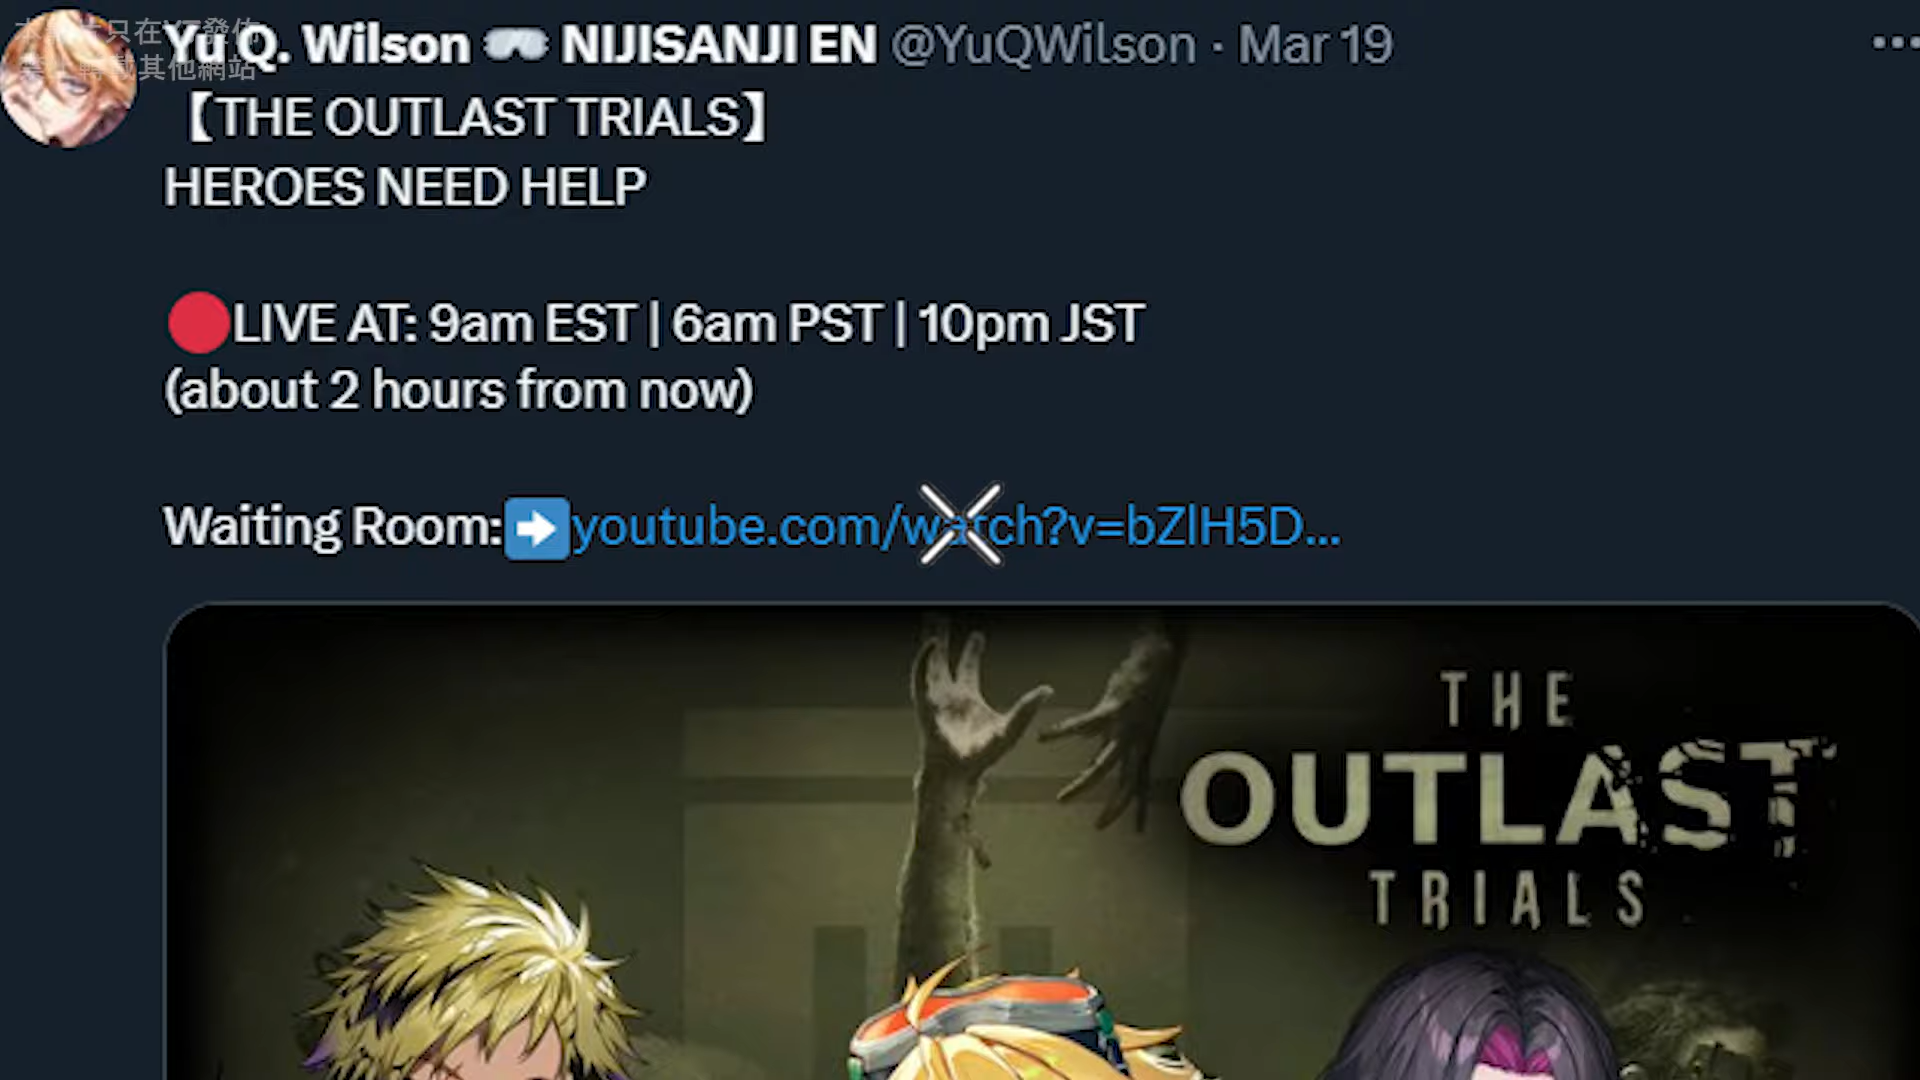 Yu Q. Wilson 🥽 NIJISANJI EN @YuQWilson · Mar 19
【THE OUTLAST TRIALS】
HEROES NEED HELP
🔴LIVE AT: 9am EST | 6am PST | 10pm JST
(about 2 hours from now)
Waiting Room:➡️youtube.com/watch?v=bZlH5D...
THE
OUTLAST
TRIALS